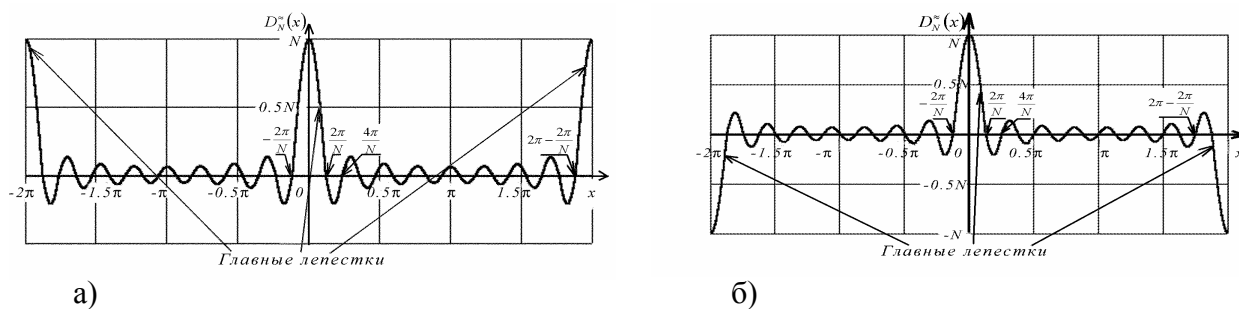 D_N^≈(x)
N
0.5N
-2π/N
2π/N
4π/N
2π-2π/N
-2π -1.5π -π -0.5π 0 0.5π π 1.5π x
Главные лепестки
а)
D_N^≈(x)
N
0.5N
-2π/N
2π/N
4π/N
2π-2π/N
-2π -1.5π -π -0.5π 0 0.5π π 1.5π x
-0.5N
-N
Главные лепестки
б)